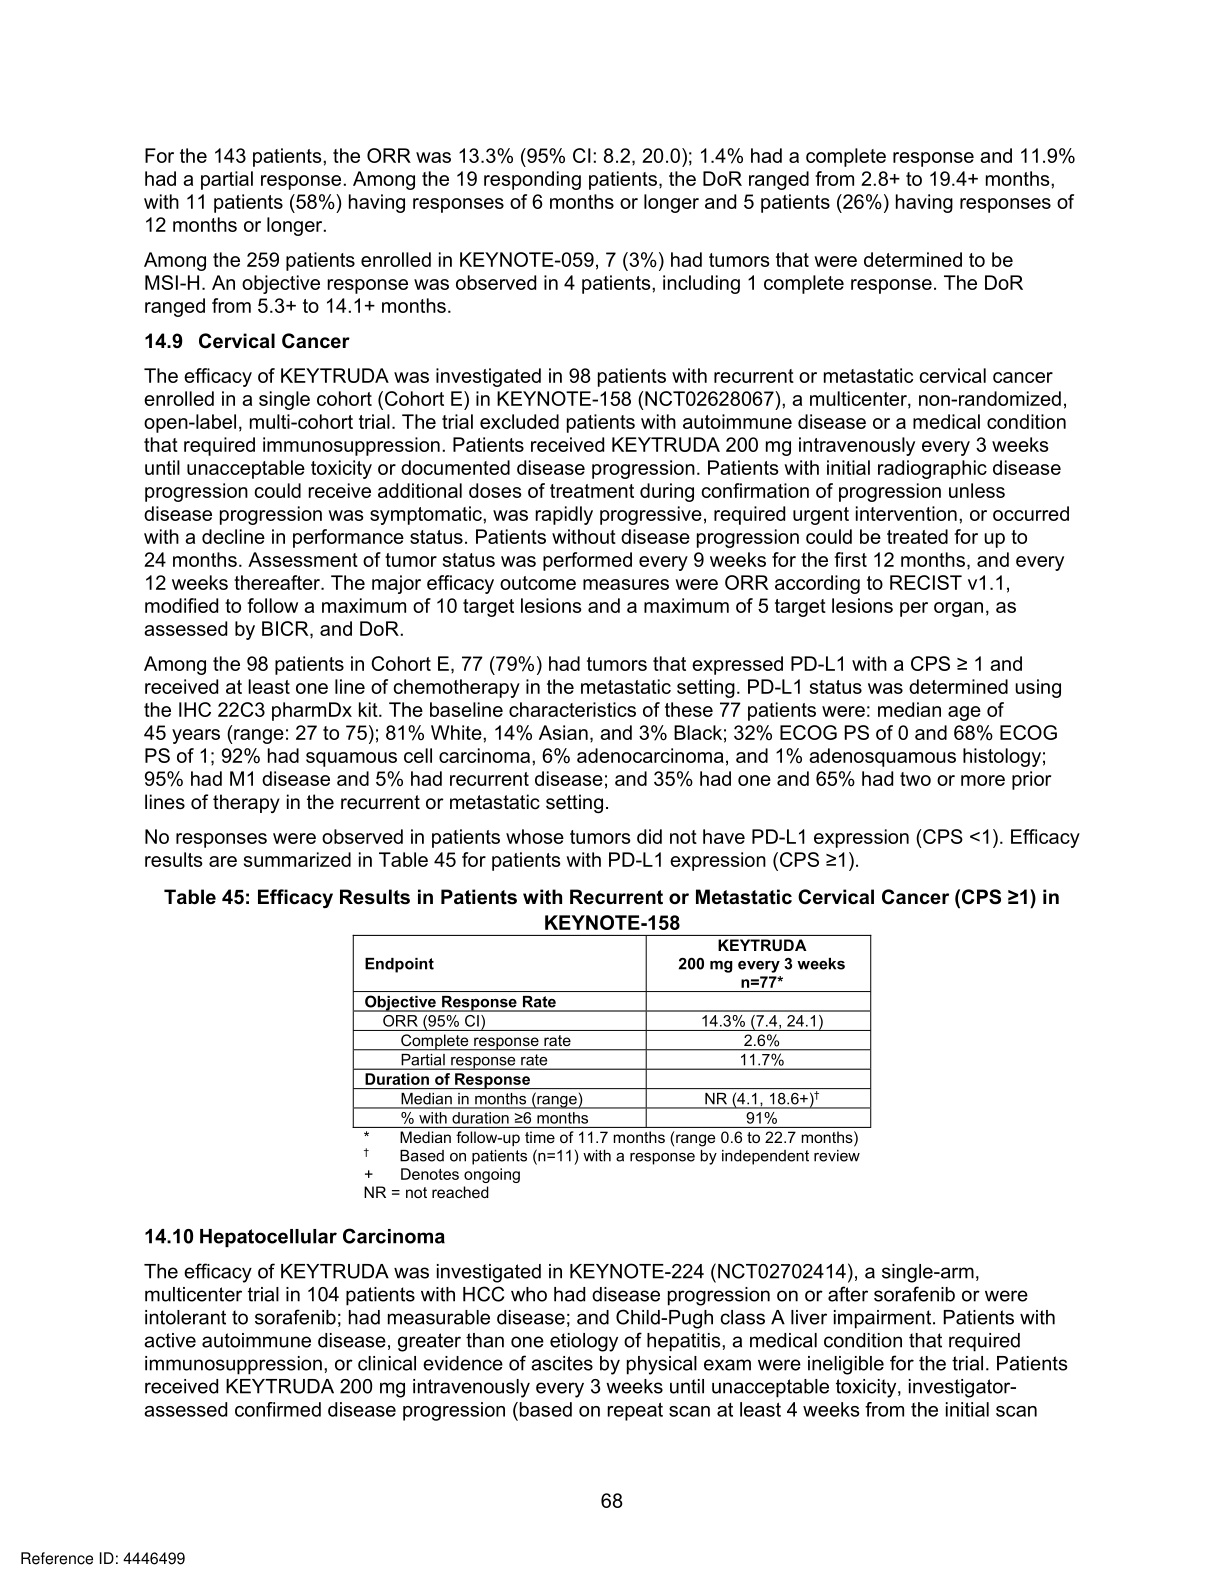 For the 143 patients, the ORR was 13.3% (95% CI: 8.2, 20.0); 1.4% had a complete response and 11.9%
had a partial response. Among the 19 responding patients, the DoR ranged from 2.8+ to 19.4+ months,
with 11 patients (58%) having responses of 6 months or longer and 5 patients (26%) having responses of
12 months or longer.
Among the 259 patients enrolled in KEYNOTE-059, 7 (3%) had tumors that were determined to be
MSI-H. An objective response was observed in 4 patients, including 1 complete response. The DoR
ranged from 5.3+ to 14.1+ months.
14.9 Cervical Cancer
The efficacy of KEYTRUDA was investigated in 98 patients with recurrent or metastatic cervical cancer
enrolled in a single cohort (Cohort E) in KEYNOTE-158 (NCT02628067), a multicenter, non-randomized,
open-label, multi-cohort trial. The trial excluded patients with autoimmune disease or a medical condition
that required immunosuppression. Patients received KEYTRUDA 200 mg intravenously every 3 weeks
until unacceptable toxicity or documented disease progression. Patients with initial radiographic disease
progression could receive additional doses of treatment during confirmation of progression unless
disease progression was symptomatic, was rapidly progressive, required urgent intervention, or occurred
with a decline in performance status. Patients without disease progression could be treated for up to
24 months. Assessment of tumor status was performed every 9 weeks for the first 12 months, and every
12 weeks thereafter. The major efficacy outcome measures were ORR according to RECIST v1.1,
modified to follow a maximum of 10 target lesions and a maximum of 5 target lesions per organ, as
assessed by BICR, and DoR.
Among the 98 patients in Cohort E, 77 (79%) had tumors that expressed PD-L1 with a CPS ≥ 1 and
received at least one line of chemotherapy in the metastatic setting. PD-L1 status was determined using
the IHC 22C3 pharmDx kit. The baseline characteristics of these 77 patients were: median age of
45 years (range: 27 to 75); 81% White, 14% Asian, and 3% Black; 32% ECOG PS of 0 and 68% ECOG
PS of 1; 92% had squamous cell carcinoma, 6% adenocarcinoma, and 1% adenosquamous histology;
95% had M1 disease and 5% had recurrent disease; and 35% had one and 65% had two or more prior
lines of therapy in the recurrent or metastatic setting.
No responses were observed in patients whose tumors did not have PD-L1 expression (CPS <1). Efficacy
results are summarized in Table 45 for patients with PD-L1 expression (CPS ≥1).
Table 45: Efficacy Results in Patients with Recurrent or Metastatic Cervical Cancer (CPS ≥1) in
KEYNOTE-158
Endpoint
KEYTRUDA
200 mg every 3 weeks
n=77*
Objective Response Rate
ORR (95% CI) 14.3% (7.4, 24.1)
Complete response rate 2.6%
Partial response rate 11.7%
Duration of Response
Median in months (range) NR (4.1, 18.6+)†
% with duration ≥6 months 91%
* Median follow-up time of 11.7 months (range 0.6 to 22.7 months)
† Based on patients (n=11) with a response by independent review
+ Denotes ongoing
NR = not reached
14.10 Hepatocellular Carcinoma
The efficacy of KEYTRUDA was investigated in KEYNOTE-224 (NCT02702414), a single-arm,
multicenter trial in 104 patients with HCC who had disease progression on or after sorafenib or were
intolerant to sorafenib; had measurable disease; and Child-Pugh class A liver impairment. Patients with
active autoimmune disease, greater than one etiology of hepatitis, a medical condition that required
immunosuppression, or clinical evidence of ascites by physical exam were ineligible for the trial. Patients
received KEYTRUDA 200 mg intravenously every 3 weeks until unacceptable toxicity, investigator-
assessed confirmed disease progression (based on repeat scan at least 4 weeks from the initial scan
68
Reference ID: 4446499